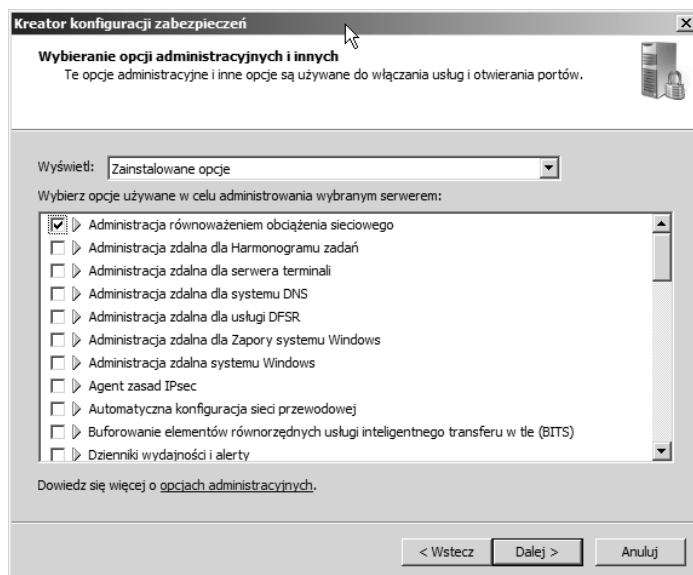 Kreator konfiguracji zabezpieczeń
Wybieranie opcji administracyjnych i innych
Te opcje administracyjne i inne opcje są używane do włączania usług i otwierania portów.
Wyświetl: Zainstalowane opcje
Wybierz opcje używane w celu administrowania wybranym serwerem:
Administracja równoważeniem obciążenia sieciowego
Administracja zdalna dla Harmonogramu zadań
Administracja zdalna dla serwera terminali
Administracja zdalna dla systemu DNS
Administracja zdalna dla usługi DFSR
Administracja zdalna dla Zapory systemu Windows
Administracja zdalna systemu Windows
Agent zasad IPsec
Automatyczna konfiguracja sieci przewodowej
Buforowanie elementów równorzędnych usługi inteligentnego transferu w tle (BITS)
Dzienniki wydajności i alerty
Dowiedz się więcej o opcjach administracyjnych.
< Wstecz Dalej > Anuluj